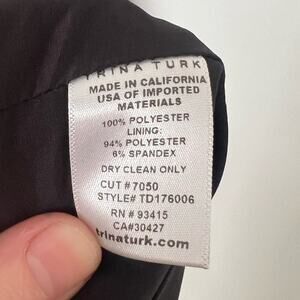 TRINA TURK
MADE IN CALIFORNIA
USA OF IMPORTED
MATERIALS
100% POLYESTER
LINING:
94% POLYESTER
6% SPANDEX
DRY CLEAN ONLY
CUT # 7050
STYLE# TD176006
RN # 93415
CA#30427
trinaturk.com